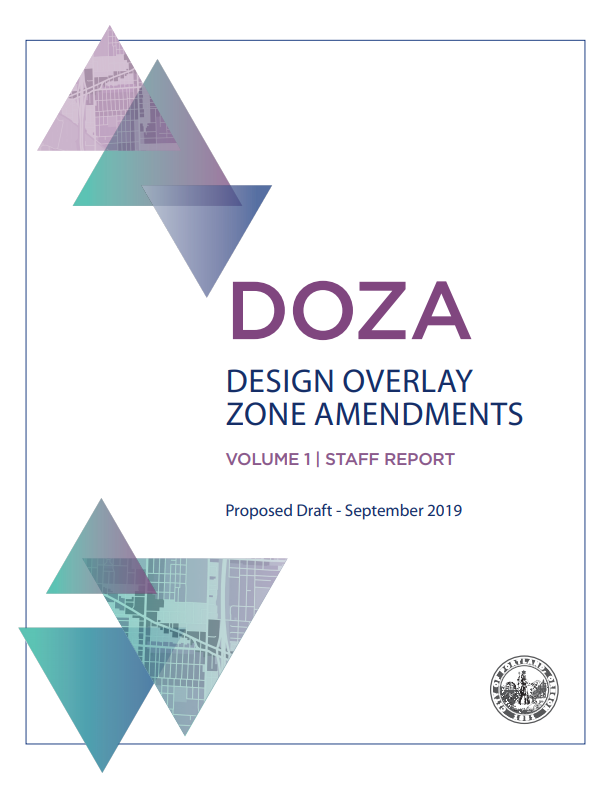 DOZA
DESIGN OVERLAY
ZONE AMENDMENTS
VOLUME 1 | STAFF REPORT
Proposed Draft - September 2019